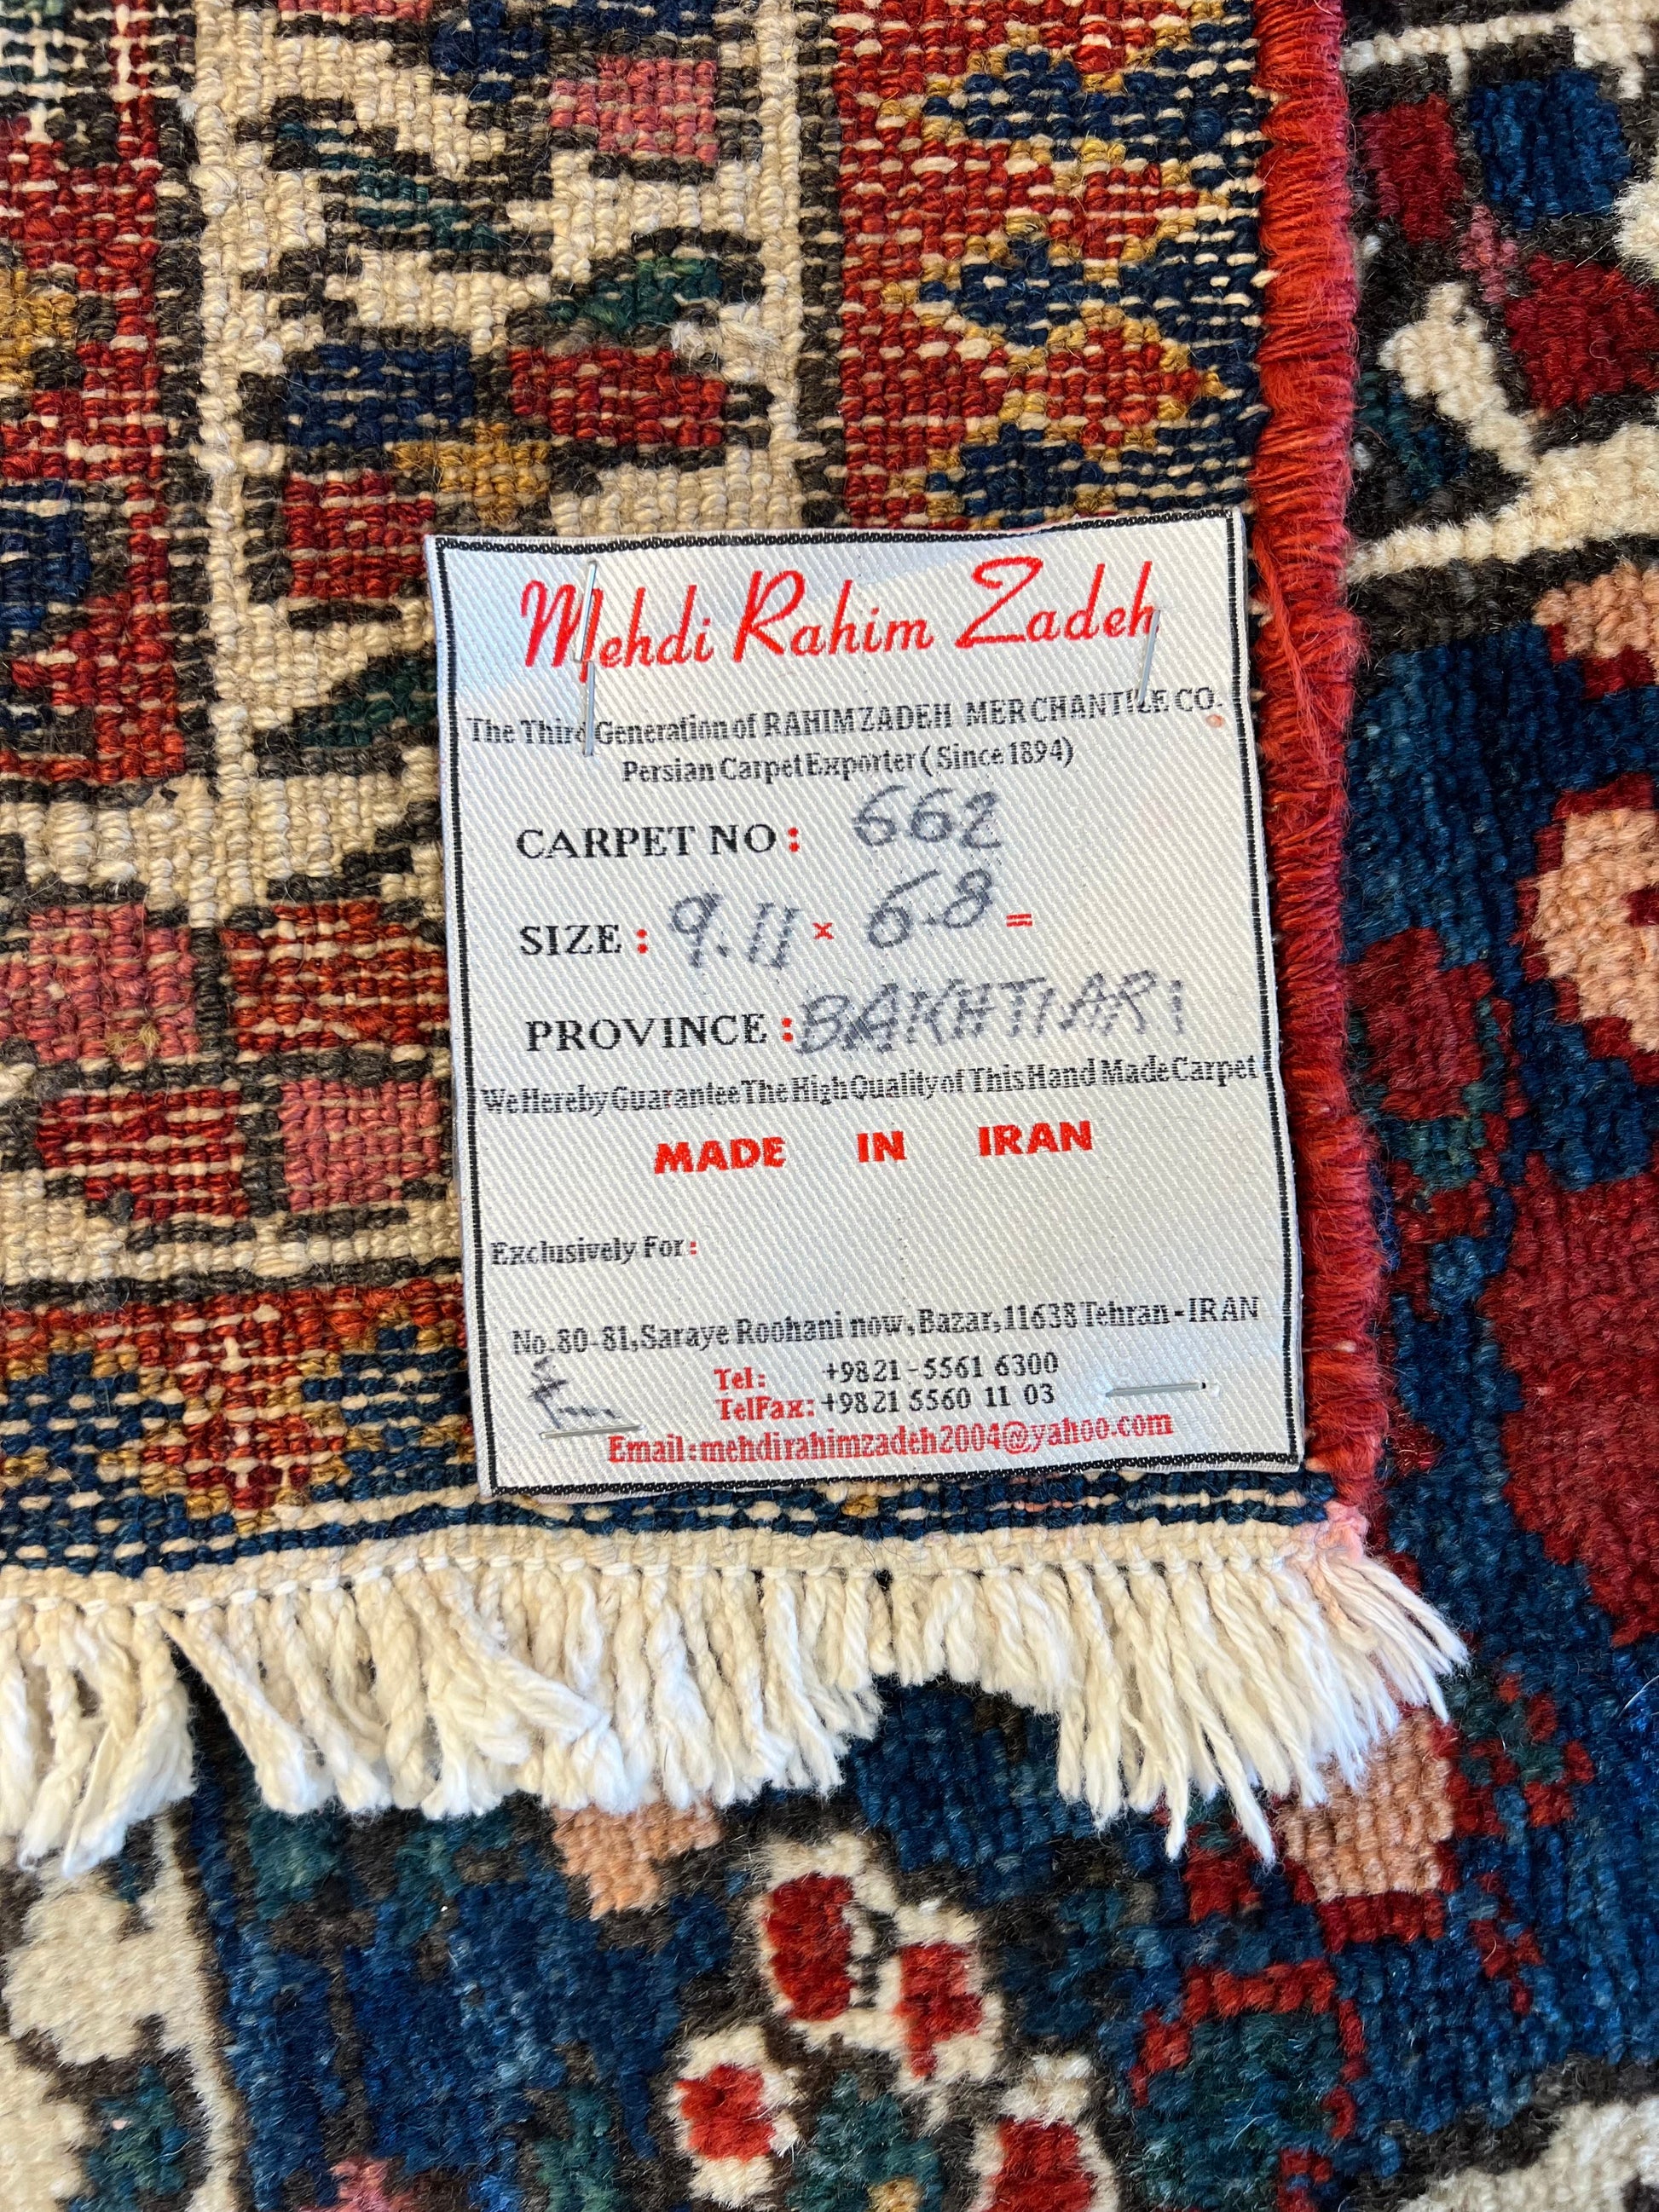 Mehdi Rahim Zadeh
The Third Generation of RAHIMZADEH MERCHANTILE CO.
Persian Carpet Exporter ( Since 1894)
CARPET NO: 662
SIZE: 9.11 x 6.8 =
PROVINCE: BAKHTIARI
We Hereby Guarantee The High Quality of This Hand Made Carpet
MADE IN IRAN
Exclusively For:
No.80-81,Saraye Roohani now,Bazar,11638 Tehran-IRAN
Tel: +9821-5561 6300
TelFax: +9821 5560 11 03
Email:mehdirahimzadeh2004@yahoo.com